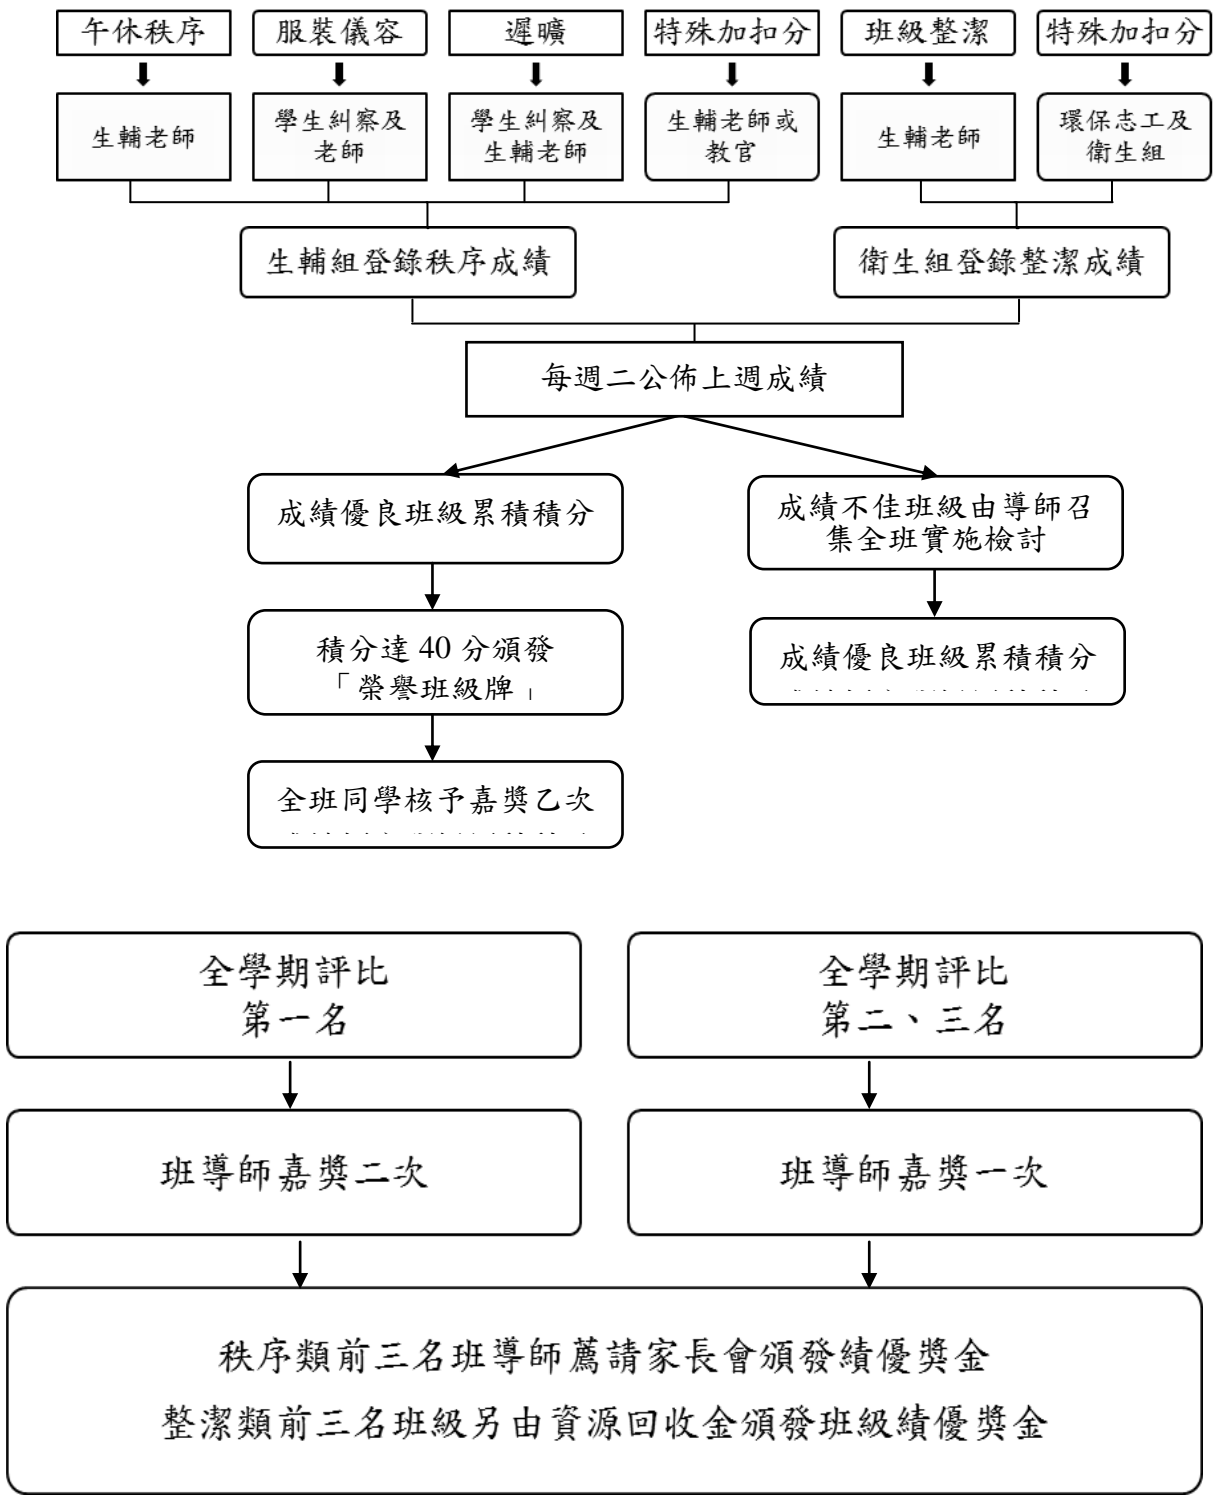 午休秩序
服裝儀容
遲曠
特殊加扣分
班級整潔
特殊加扣分
生輔老師
學生糾察及
老師
學生糾察及
生輔老師
生輔老師或
教官
生輔老師
環保志工及
衛生組
生輔組登錄秩序成績
衛生組登錄整潔成績
每週二公佈上週成績
成績優良班級累積積分
成績不佳班級由導師召
集全班實施檢討
積分達 40 分頒發
「榮譽班級牌」
成績優良班級累積積分
全班同學核予嘉獎乙次
全學期評比
第一名
全學期評比
第二、三名
班導師嘉獎二次
班導師嘉獎一次
秩序類前三名班導師薦請家長會頒發績優獎金
整潔類前三名班級另由資源回收金頒發班級績優獎金